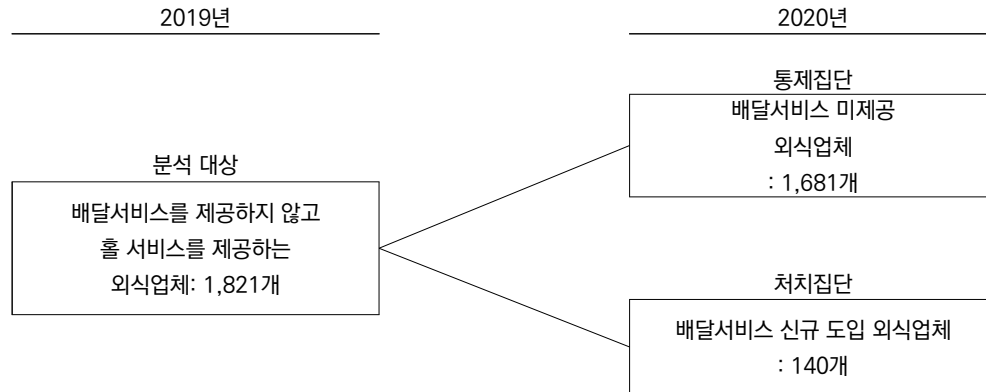 2019년
2020년
분석 대상
배달서비스를 제공하지 않고
홀 서비스를 제공하는
외식업체: 1,821개
통제집단
배달서비스 미제공
외식업체
: 1,681개
처치집단
배달서비스 신규 도입 외식업체
: 140개